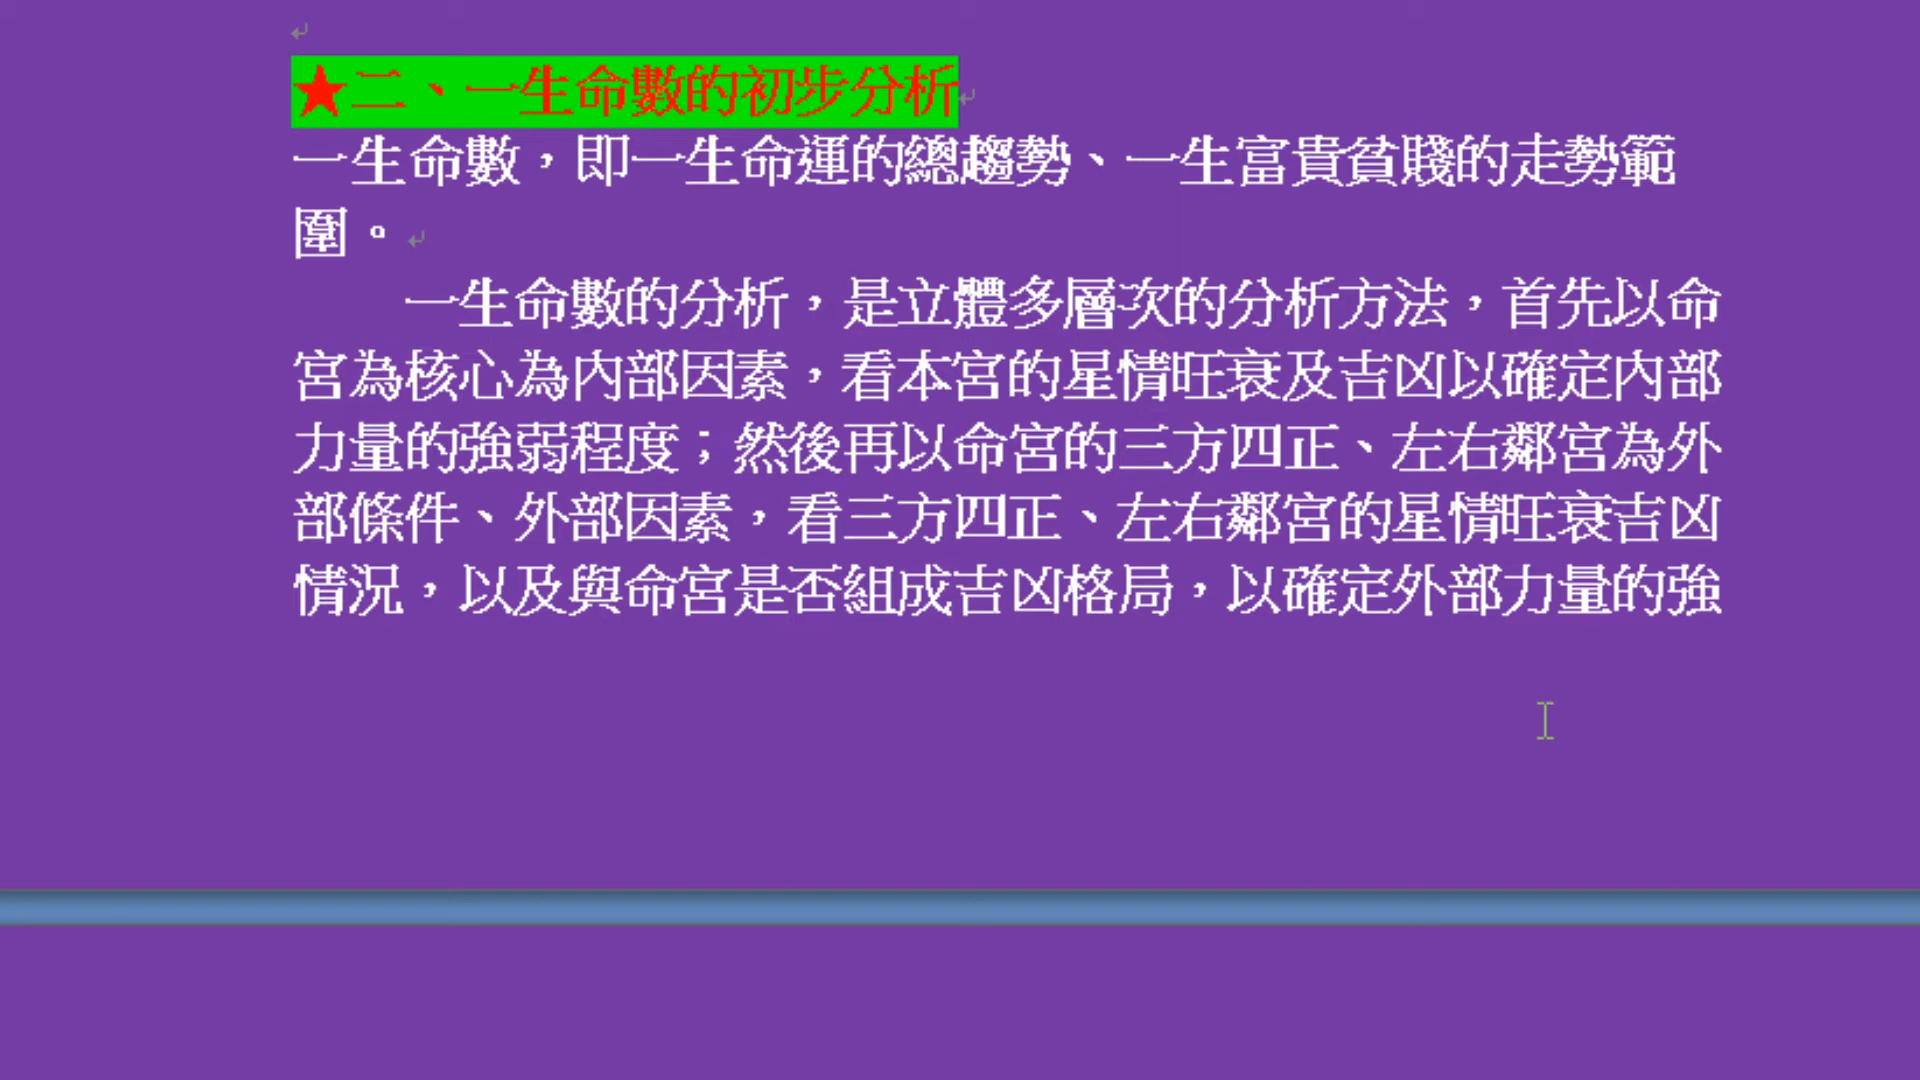 ★二、一生命數的初步分析
一生命數，即一生命運的總趨勢、一生富貴貧賤的走勢範
圍。
一生命數的分析，是立體多層次的分析方法，首先以命
宮為核心為內部因素，看本宮的星情旺衰及吉凶以確定內部
力量的強弱程度；然後再以命宮的三方四正、左右鄰宮為外
部條件、外部因素，看三方四正、左右鄰宮的星情旺衰吉凶
情況，以及與命宮是否組成吉凶格局，以確定外部力量的強